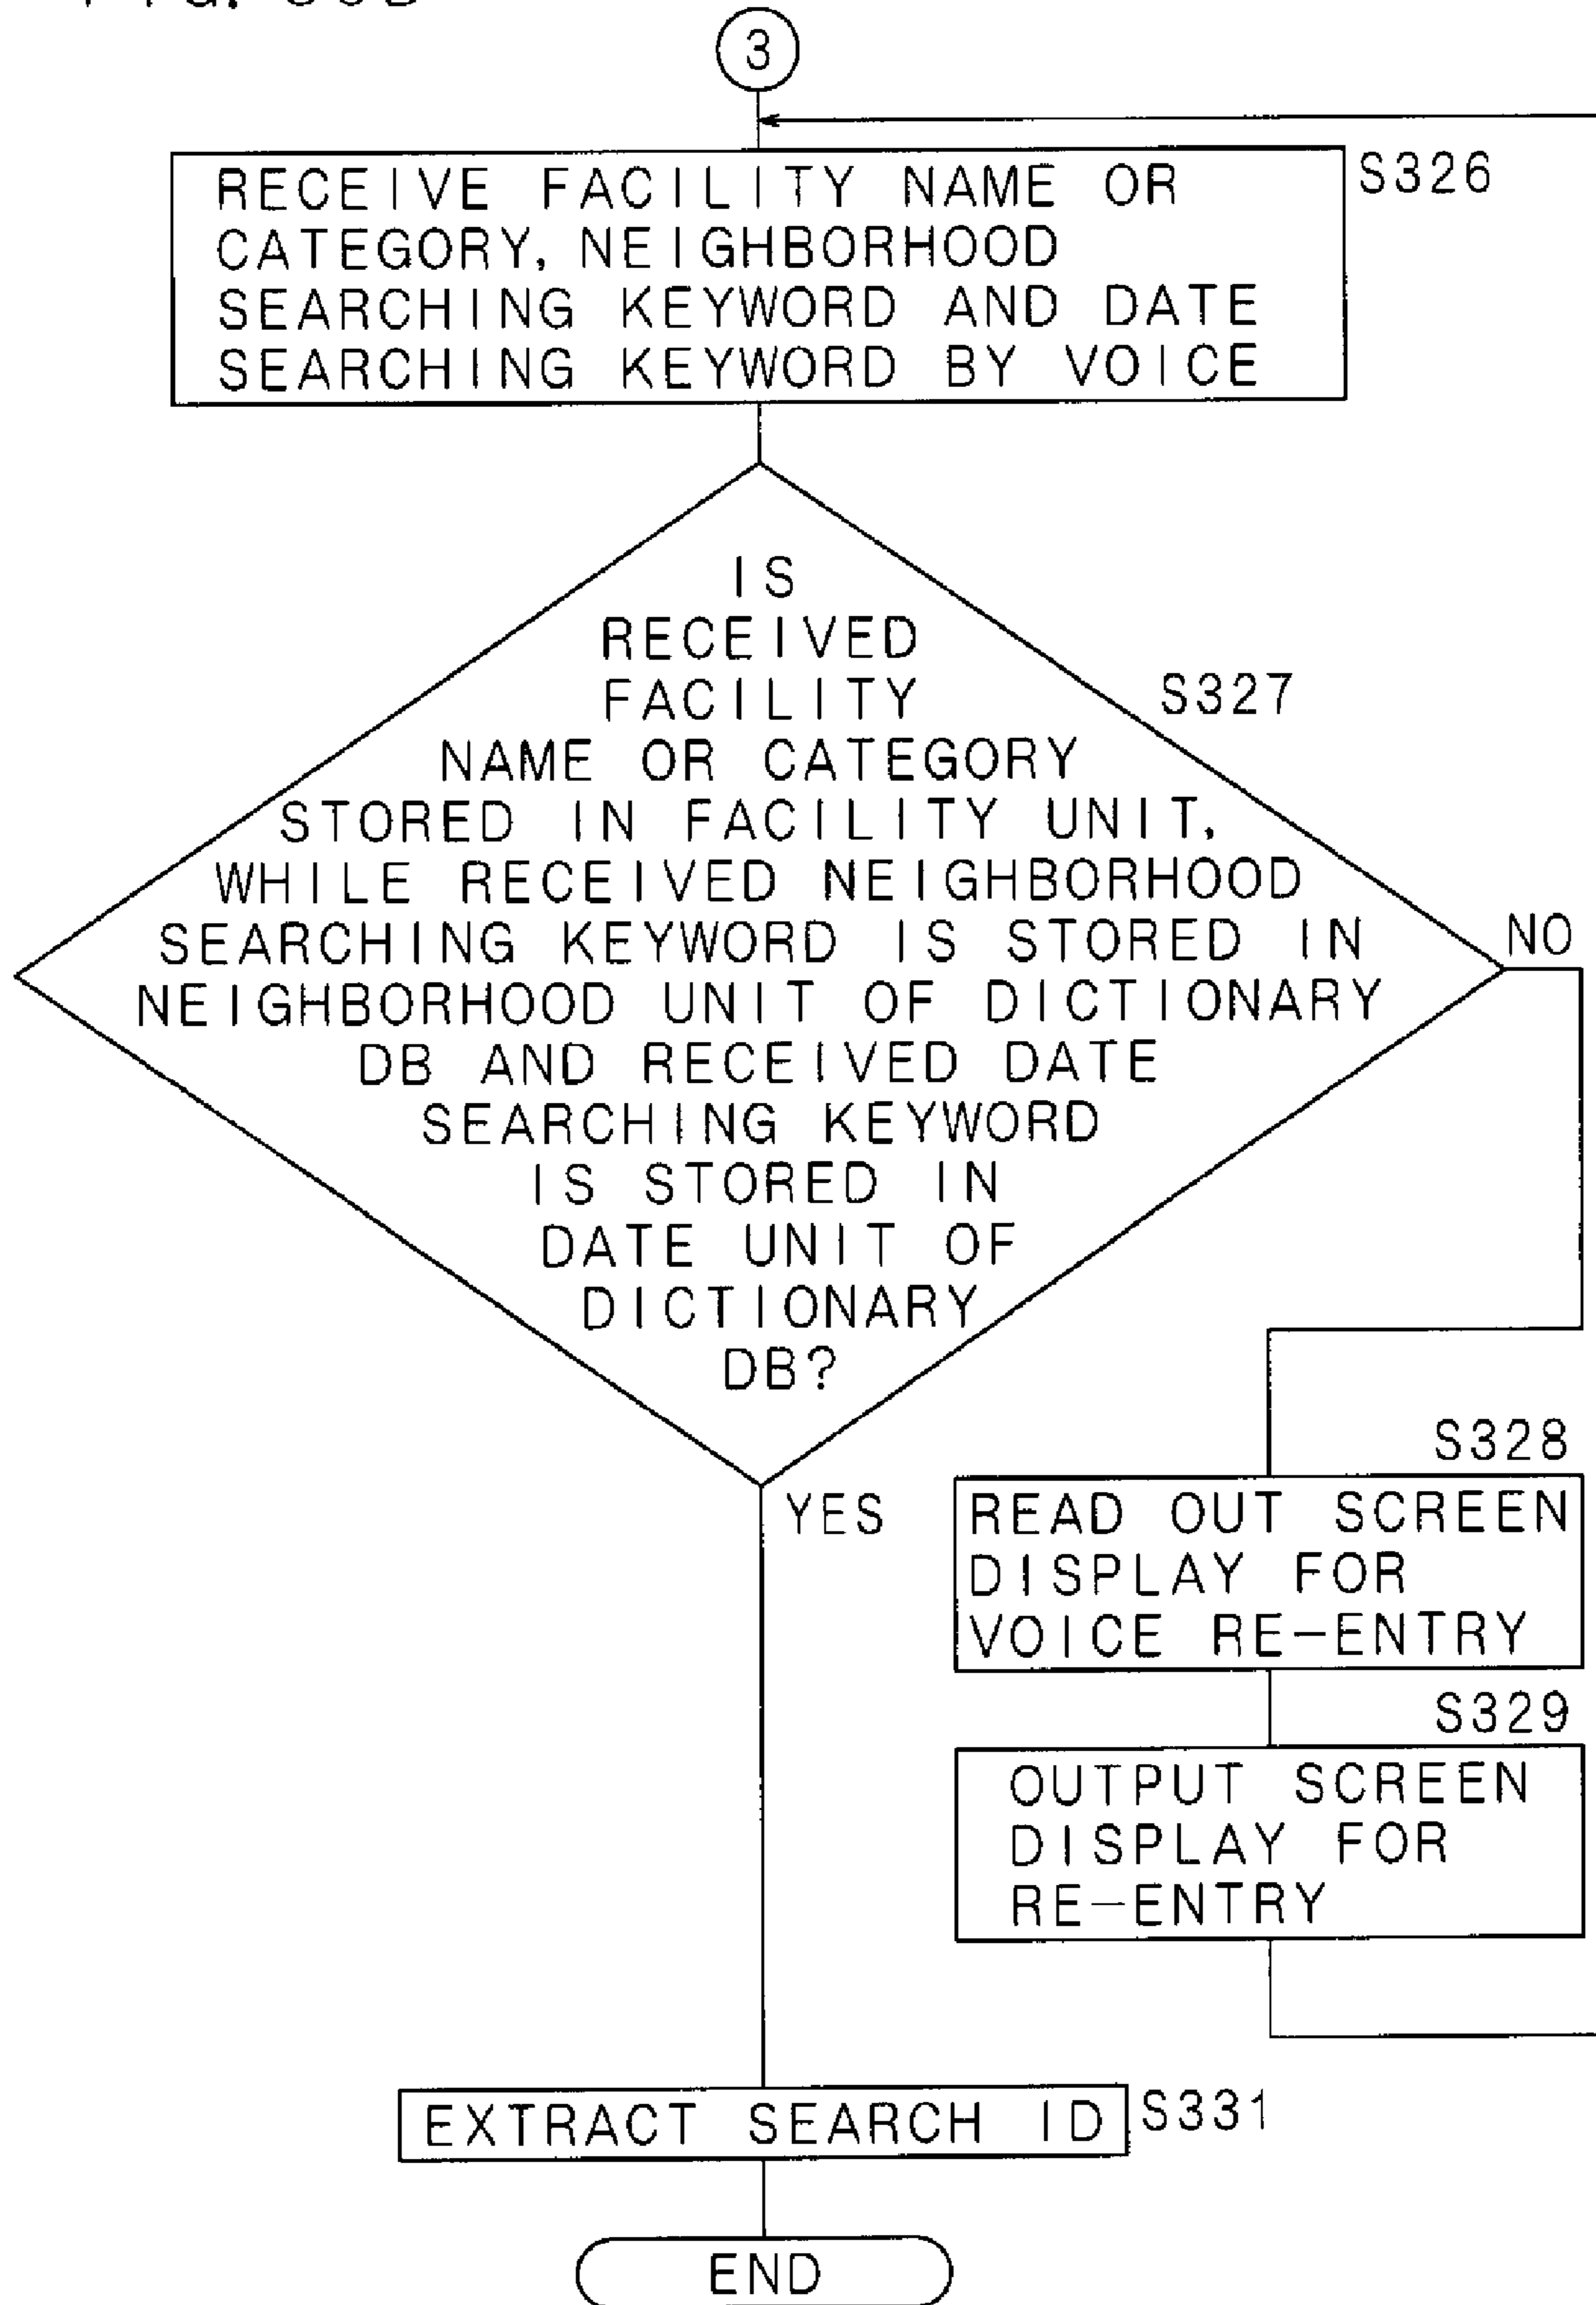 3
RECEIVE FACILITY NAME OR
CATEGORY, NEIGHBORHOOD
SEARCHING KEYWORD AND DATE
SEARCHING KEYWORD BY VOICE
S326
IS
RECEIVED
FACILITY
NAME OR CATEGORY
STORED IN FACILITY UNIT,
WHILE RECEIVED NEIGHBORHOOD
SEARCHING KEYWORD IS STORED IN
NEIGHBORHOOD UNIT OF DICTIONARY
DB AND RECEIVED DATE
SEARCHING KEYWORD
IS STORED IN
DATE UNIT OF
DICTIONARY
DB?
S327
NO
YES
S328
READ OUT SCREEN
DISPLAY FOR
VOICE RE-ENTRY
S329
OUTPUT SCREEN
DISPLAY FOR
RE-ENTRY
EXTRACT SEARCH ID
S331
END